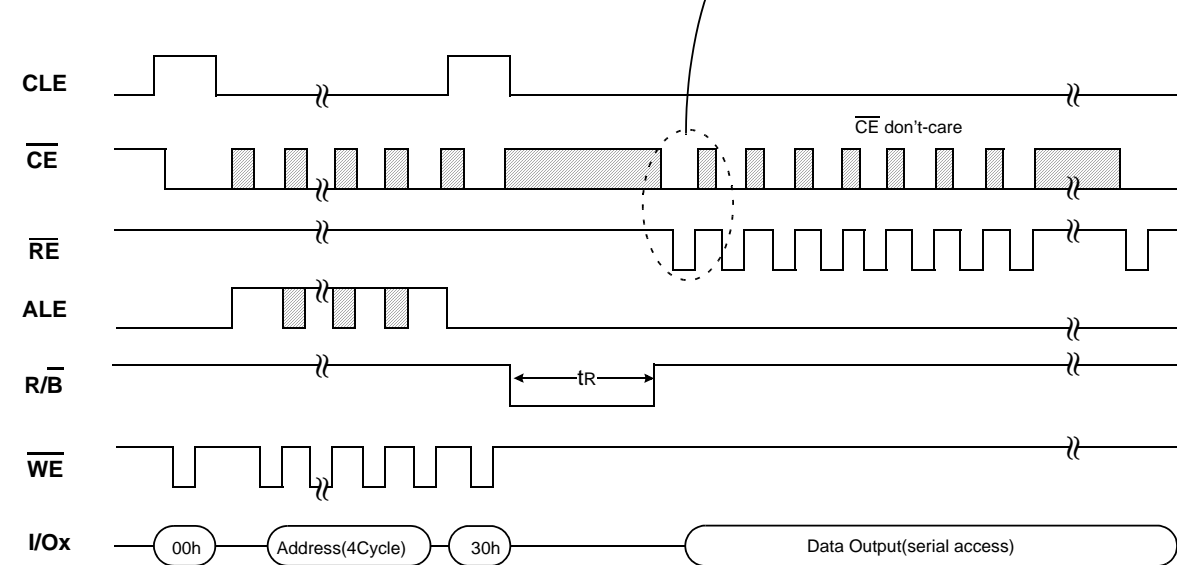 CLE
CE don't-care
CE
RE
ALE
R/B
tR
WE
I/Ox
00h
Address(4Cycle)
30h
Data Output(serial access)